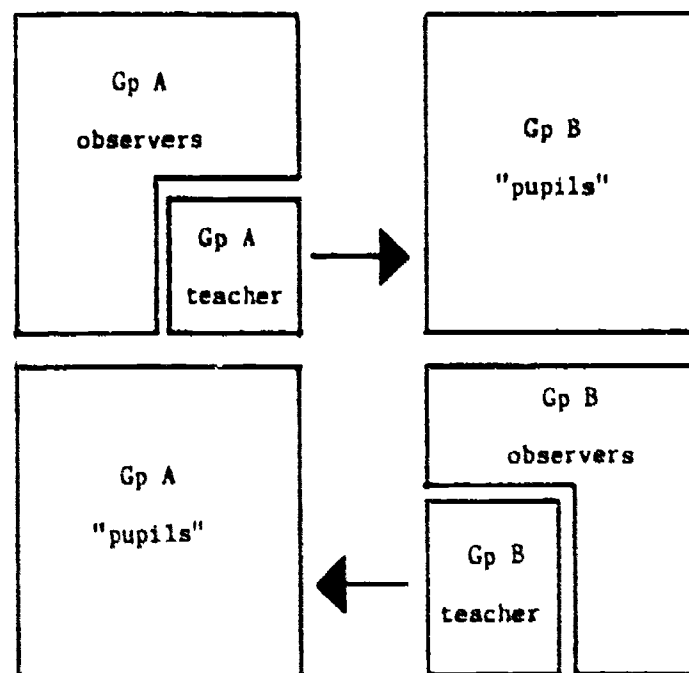 Gp A
observers
Gp A
teacher
Gp B
"pupils"
Gp A
"pupils"
Gp B
observers
Gp B
teacher